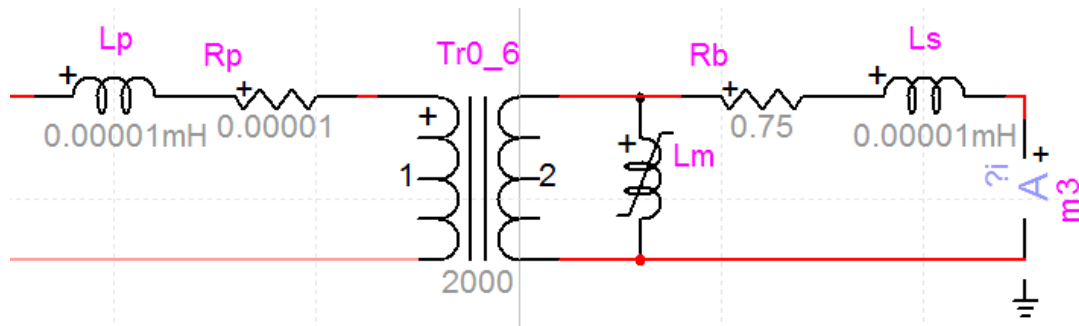 Lp
Rp
Tr0_6
Rb
Ls
+
+
+
+
0.00001mH
0.00001
0.75
0.00001mH
+
+
Lm
+
1
2
?i
A
m3
2000